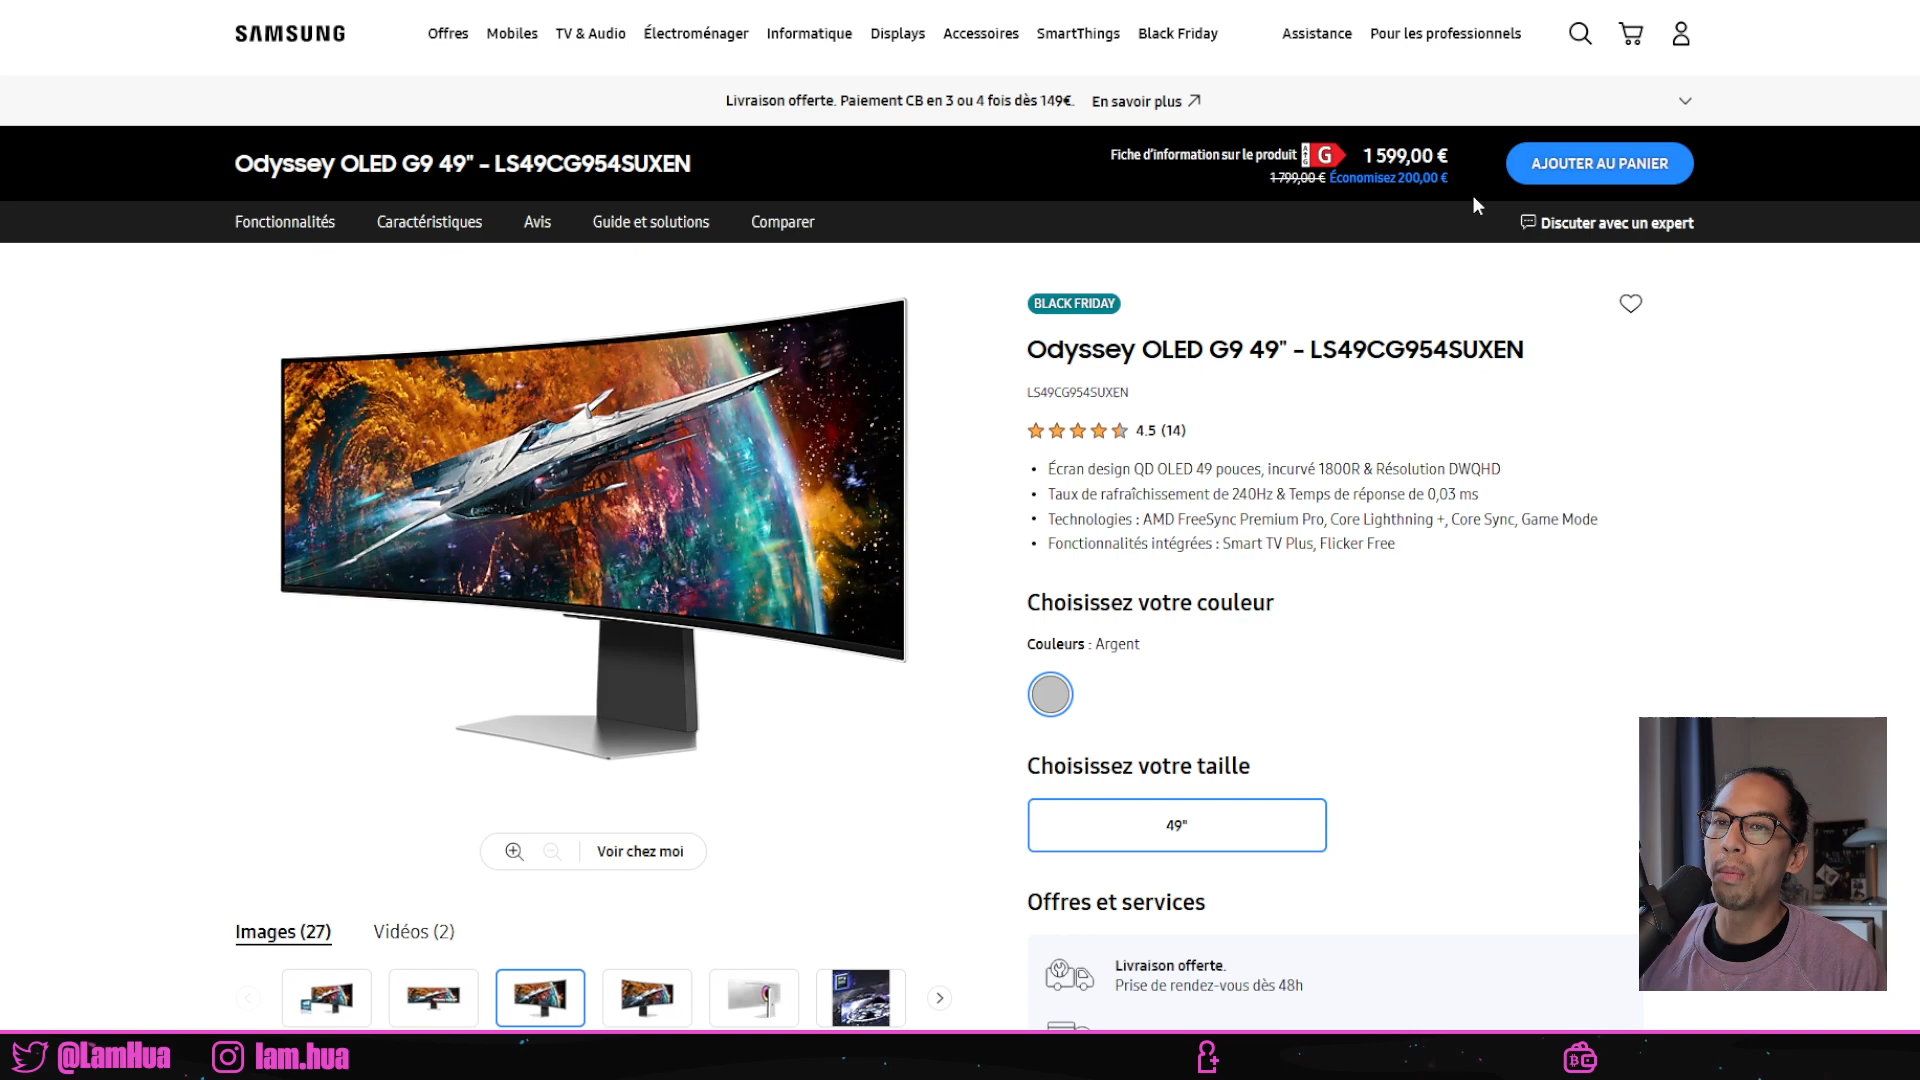 SAMSUNG
Offres Mobiles TV & Audio Électroménager Informatique Displays Accessoires SmartThings Black Friday Assistance Pour les professionnels
Livraison offerte. Paiement CB en 3 ou 4 fois dès 149€. En savoir plus
Odyssey OLED G9 49" - LS49CG954SUXEN
Fiche d'information sur le produit G 1 599,00 €
1 799,00 € Économisez 200,00 €
AJOUTER AU PANIER
Fonctionnalités Caractéristiques Avis Guide et solutions Comparer
Discuter avec un expert
BLACK FRIDAY
Odyssey OLED G9 49" - LS49CG954SUXEN
LS49CG954SUXEN
4.5 (14)
• Écran design QD OLED 49 pouces, incurvé 1800R & Résolution DWQHD
• Taux de rafraîchissement de 240Hz & Temps de réponse de 0,03 ms
• Technologies : AMD FreeSync Premium Pro, Core Lighthning +, Core Sync, Game Mode
• Fonctionnalités intégrées : Smart TV Plus, Flicker Free
Choisissez votre couleur
Couleurs : Argent
Choisissez votre taille
49"
Voir chez moi
Offres et services
Images (27) Vidéos (2)
Livraison offerte.
Prise de rendez-vous dès 48h
@LamHua lam.hua